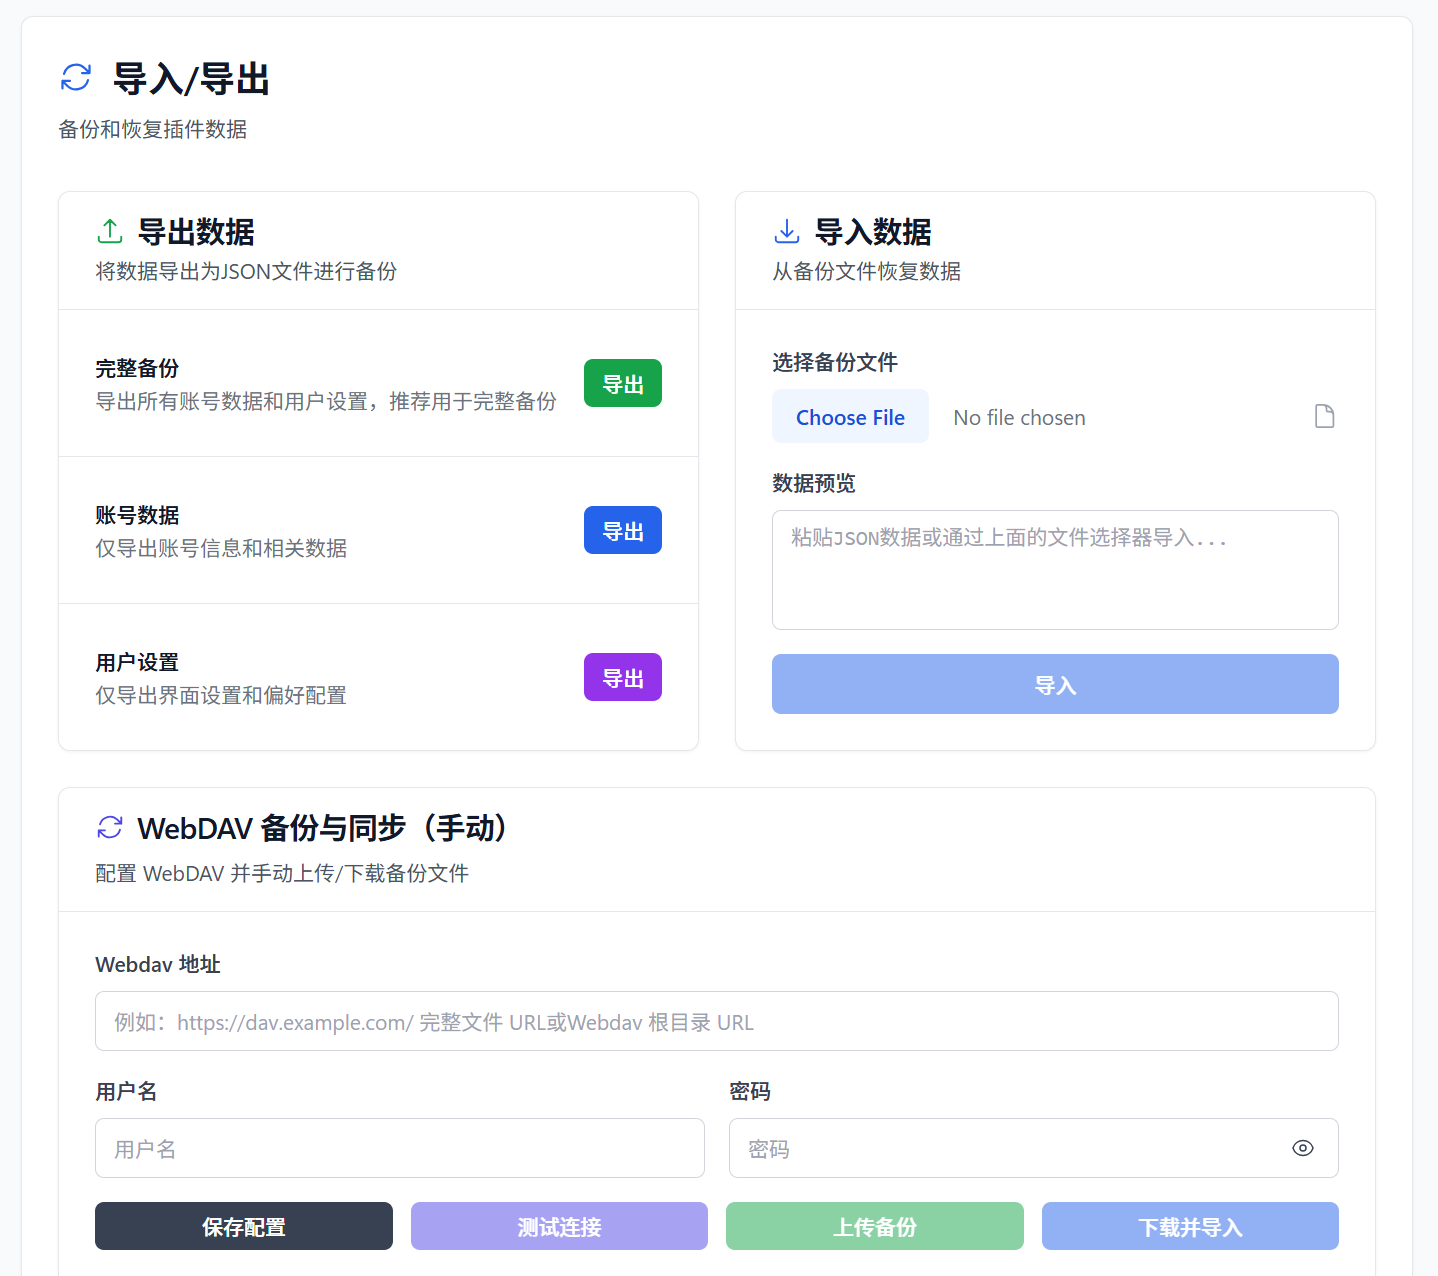 导入/导出
备份和恢复插件数据
导出数据
将数据导出为JSON文件进行备份
完整备份
导出所有账号数据和用户设置，推荐用于完整备份
导出
账号数据
仅导出账号信息和相关数据
导出
用户设置
仅导出界面设置和偏好配置
导出
导入数据
从备份文件恢复数据
选择备份文件
Choose File No file chosen
数据预览
粘贴JSON数据或通过上面的文件选择器导入...
导入
WebDAV 备份与同步（手动）
配置 WebDAV 并手动上传/下载备份文件
Webdav 地址
例如：https://dav.example.com/ 完整文件 URL或Webdav 根目录 URL
用户名
用户名
密码
密码
保存配置
测试连接
上传备份
下载并导入